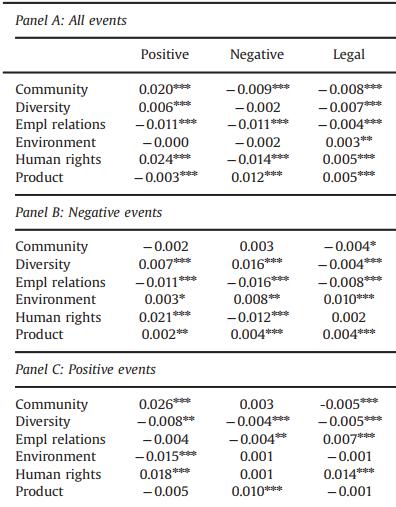 Panel A: All events
Positive Negative Legal
Community 0.020*** −0.009*** −0.008***
Diversity 0.006*** −0.002 −0.007***
Empl relations −0.011*** −0.011*** −0.004***
Environment −0.000 −0.002 0.003**
Human rights 0.024*** −0.014*** 0.005***
Product −0.003*** 0.012*** 0.005***
Panel B: Negative events
Community −0.002 0.003 −0.004*
Diversity 0.007*** 0.016*** −0.004***
Empl relations −0.011*** −0.016*** −0.008***
Environment 0.003* 0.008** 0.010***
Human rights 0.021*** −0.012*** 0.002
Product 0.002** 0.004*** 0.004***
Panel C: Positive events
Community 0.026*** 0.003 -0.005***
Diversity −0.008** −0.004*** −0.005***
Empl relations −0.004 −0.004** 0.007***
Environment −0.015*** 0.001 −0.001
Human rights 0.018*** 0.001 0.014***
Product −0.005 0.010*** −0.001